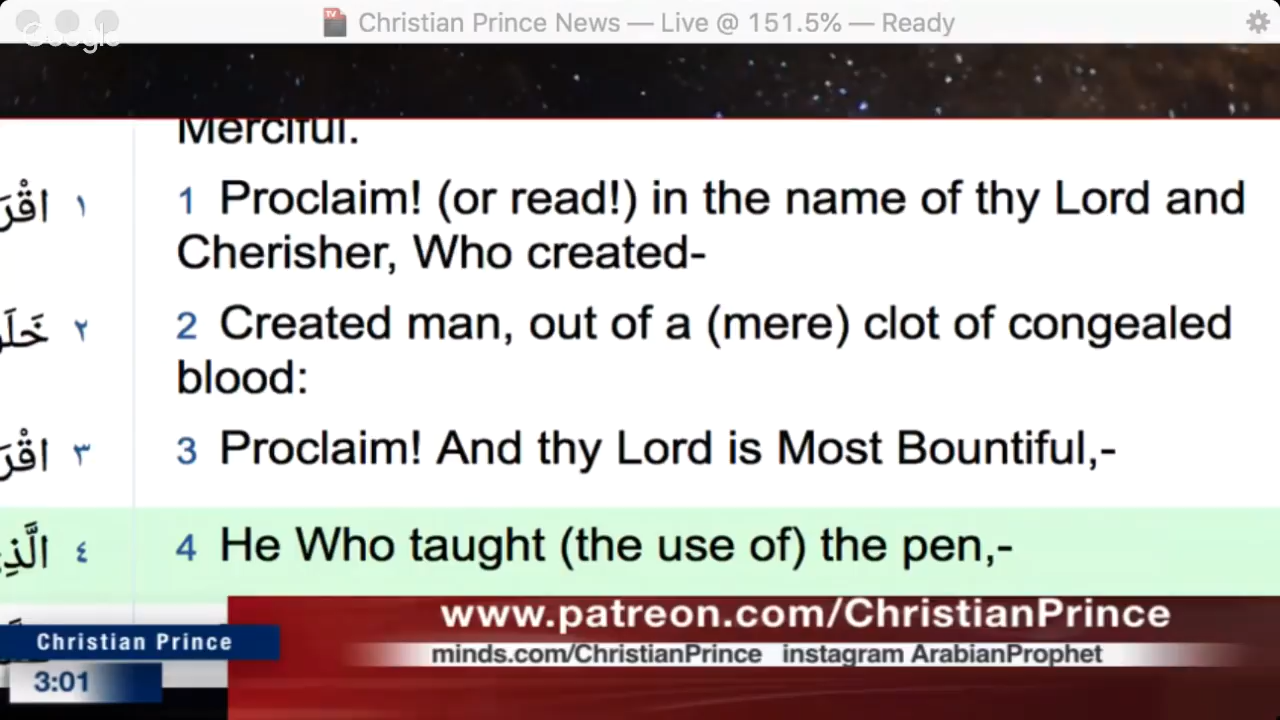 Christian Prince News — Live @ 151.5% — Ready
Google
Merciful.
١ اقْرَ
1 Proclaim! (or read!) in the name of thy Lord and
Cherisher, Who created-
٢ خَلَ
2 Created man, out of a (mere) clot of congealed
blood:
٣ اقْرَ
3 Proclaim! And thy Lord is Most Bountiful,-
٤ الَّذِ
4 He Who taught (the use of) the pen,-
www.patreon.com/ChristianPrince
Christian Prince
minds.com/ChristianPrince instagram ArabianProphet
3:01